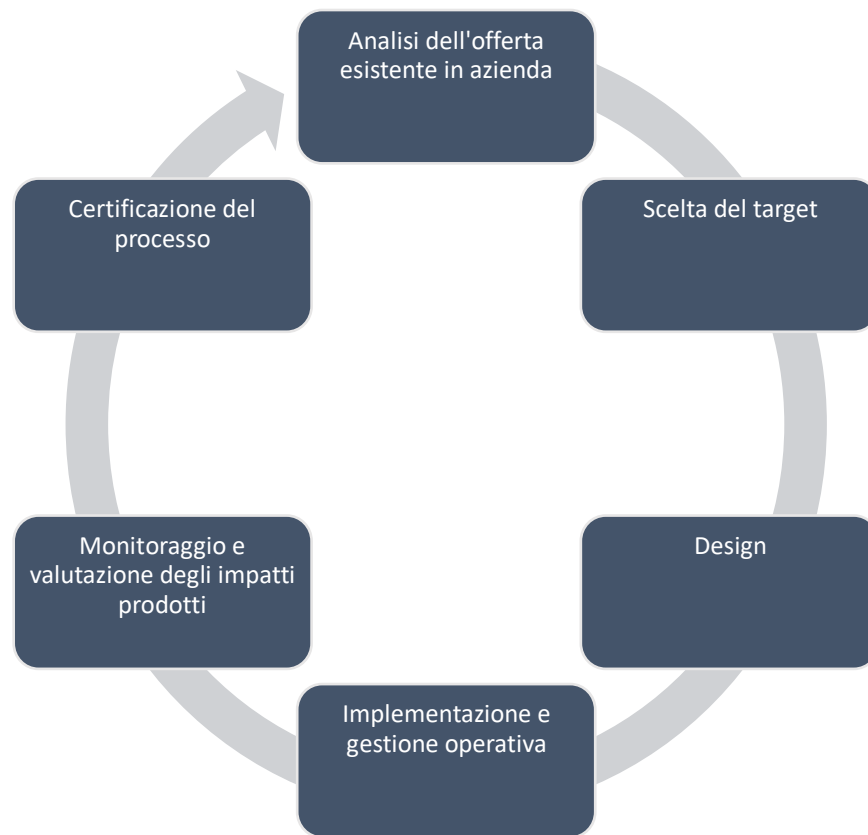 Analisi dell'offerta
esistente in azienda
Scelta del target
Design
Implementazione e
gestione operativa
Monitoraggio e
valutazione degli impatti
prodotti
Certificazione del
processo